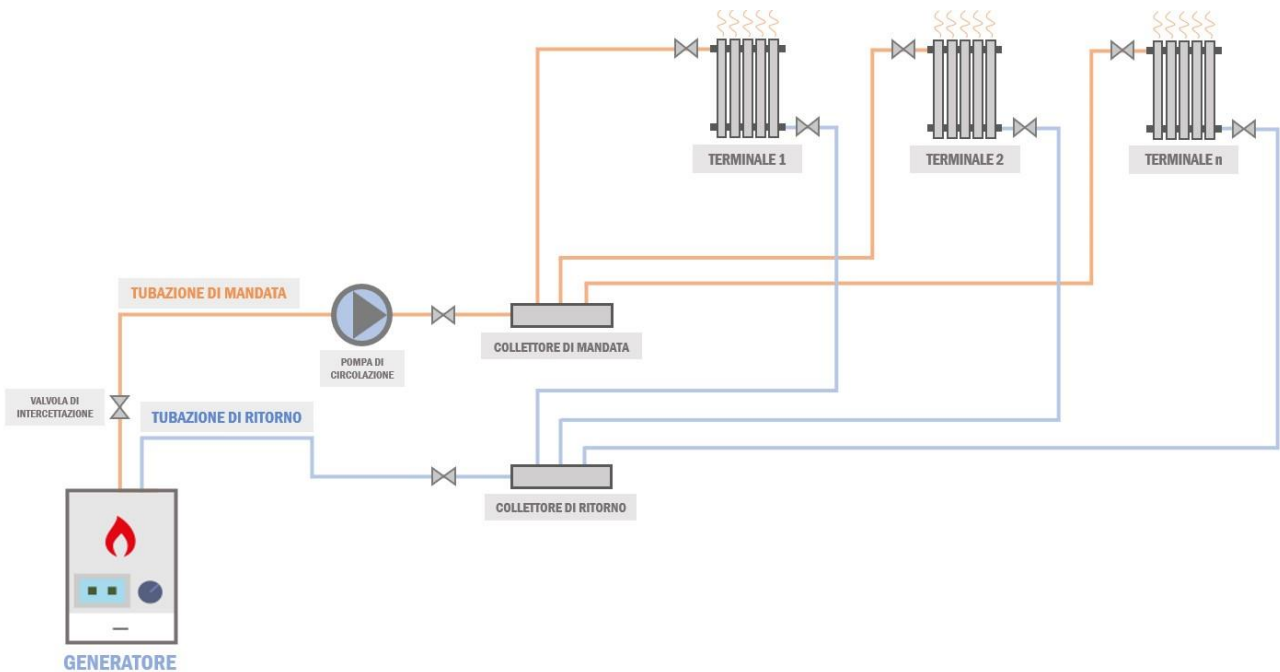 TERMINALE 1
TERMINALE 2
TERMINALE n
TUBAZIONE DI MANDATA
COLLETTORE DI MANDATA
POMPA DI
CIRCOLAZIONE
VALVOLA DI
INTERCETTAZIONE
TUBAZIONE DI RITORNO
COLLETTORE DI RITORNO
GENERATORE